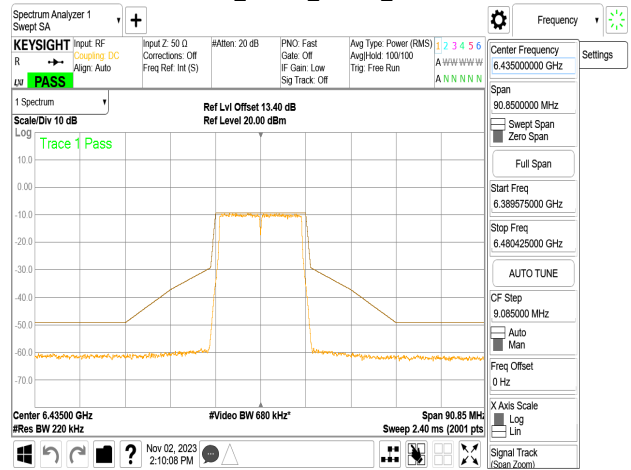 Spectrum Analyzer 1
Swept SA
Frequency
KEYSIGHT
R
LXI PASS
Input: RF
Coupling: DC
Align: Auto
Input Z: 50 Ω
Corrections: Off
Freq Ref: Int (S)
#Atten: 20 dB
PNO: Fast
Gate: Off
IF Gain: Low
Sig Track: Off
Avg Type: Power (RMS)
Avg|Hold: 100/100
Trig: Free Run
1 2 3 4 5 6
A W W W W W
A N N N N N
Center Frequency
6.435000000 GHz
Settings
Span
90.8500000 MHz
Swept Span
Zero Span
Full Span
Start Freq
6.389575000 GHz
Stop Freq
6.480425000 GHz
AUTO TUNE
CF Step
9.085000 MHz
Auto
Man
Freq Offset
0 Hz
X Axis Scale
Log
Lin
Signal Track
(Span Zoom)
1 Spectrum
Scale/Div 10 dB
Ref Lvl Offset 13.40 dB
Ref Level 20.00 dBm
Log
Trace 1 Pass
10.0
0.00
-10.0
-20.0
-30.0
-40.0
-50.0
-60.0
-70.0
Center 6.43500 GHz
#Video BW 680 kHz*
Span 90.85 MHz
#Res BW 220 kHz
Sweep 2.40 ms (2001 pts
?
Nov 02, 2023
2:10:08 PM